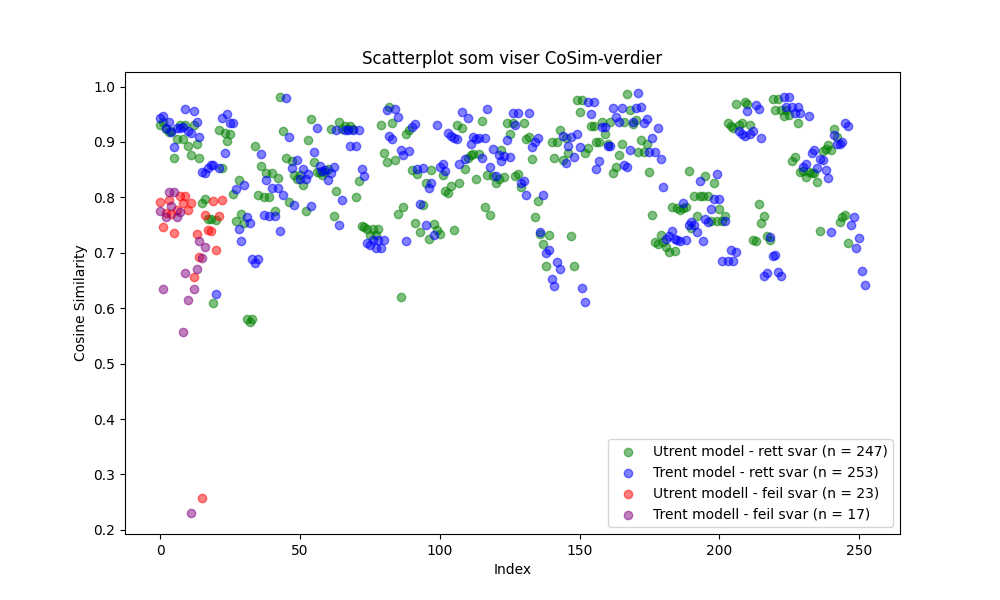 Scatterplot som viser CoSim-verdier
Cosine Similarity
1.0
0.9
0.8
0.7
0.6
0.5
0.4
0.3
0.2
Utrent model - rett svar (n = 247)
Trent model - rett svar (n = 253)
Utrent modell - feil svar (n = 23)
Trent modell - feil svar (n = 17)
0 50 100 150 200 250
Index